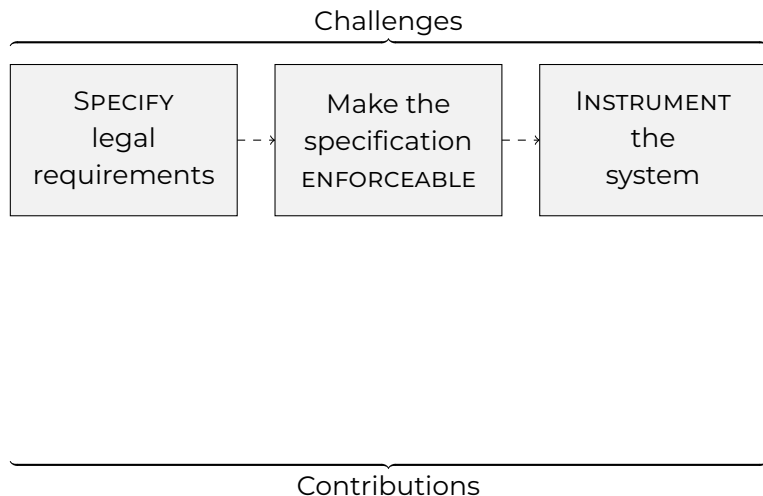 Challenges
SPECIFY
legal
requirements
Make the
specification
ENFORCEABLE
INSTRUMENT
the
system
Contributions